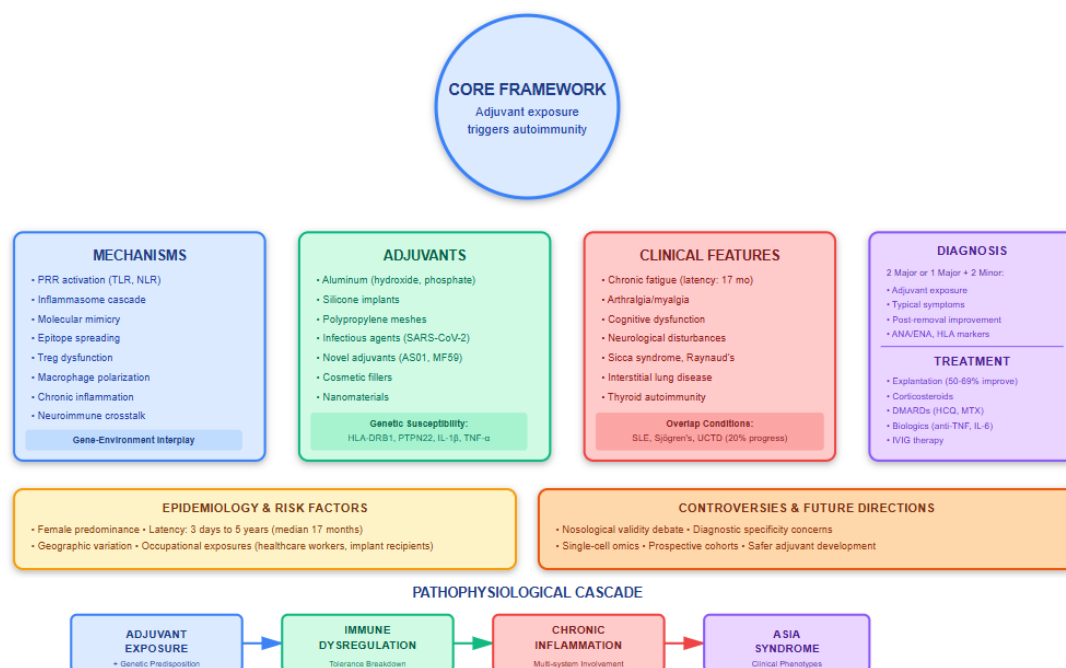 CORE FRAMEWORK
Adjuvant exposure
triggers autoimmunity
MECHANISMS
• PRR activation (TLR, NLR)
• Inflammasome cascade
• Molecular mimicry
• Epitope spreading
• Treg dysfunction
• Macrophage polarization
• Chronic inflammation
• Neuroimmune crosstalk
Gene-Environment Interplay
ADJUVANTS
• Aluminum (hydroxide, phosphate)
• Silicone implants
• Polypropylene meshes
• Infectious agents (SARS-CoV-2)
• Novel adjuvants (AS01, MF59)
• Cosmetic fillers
• Nanomaterials
Genetic Susceptibility:
HLA-DRB1, PTPN22, IL-1β, TNF-α
CLINICAL FEATURES
• Chronic fatigue (latency: 17 mo)
• Arthralgia/myalgia
• Cognitive dysfunction
• Neurological disturbances
• Sicca syndrome, Raynaud's
• Interstitial lung disease
• Thyroid autoimmunity
Overlap Conditions:
SLE, Sjögren's, UCTD (20% progress)
DIAGNOSIS
2 Major or 1 Major + 2 Minor:
• Adjuvant exposure
• Typical symptoms
• Post-removal improvement
• ANA/ENA, HLA markers
TREATMENT
• Explantation (50-69% improve)
• Corticosteroids
• DMARDs (HCQ, MTX)
• Biologics (anti-TNF, IL-6)
• IVIG therapy
EPIDEMIOLOGY & RISK FACTORS
• Female predominance • Latency: 3 days to 5 years (median 17 months)
• Geographic variation • Occupational exposures (healthcare workers, implant recipients)
CONTROVERSIES & FUTURE DIRECTIONS
• Nosological validity debate • Diagnostic specificity concerns
• Single-cell omics • Prospective cohorts • Safer adjuvant development
PATHOPHYSIOLOGICAL CASCADE
ADJUVANT
EXPOSURE
+ Genetic Predisposition
IMMUNE
DYSREGULATION
Tolerance Breakdown
CHRONIC
INFLAMMATION
Multi-system Involvement
ASIA
SYNDROME
Clinical Phenotypes